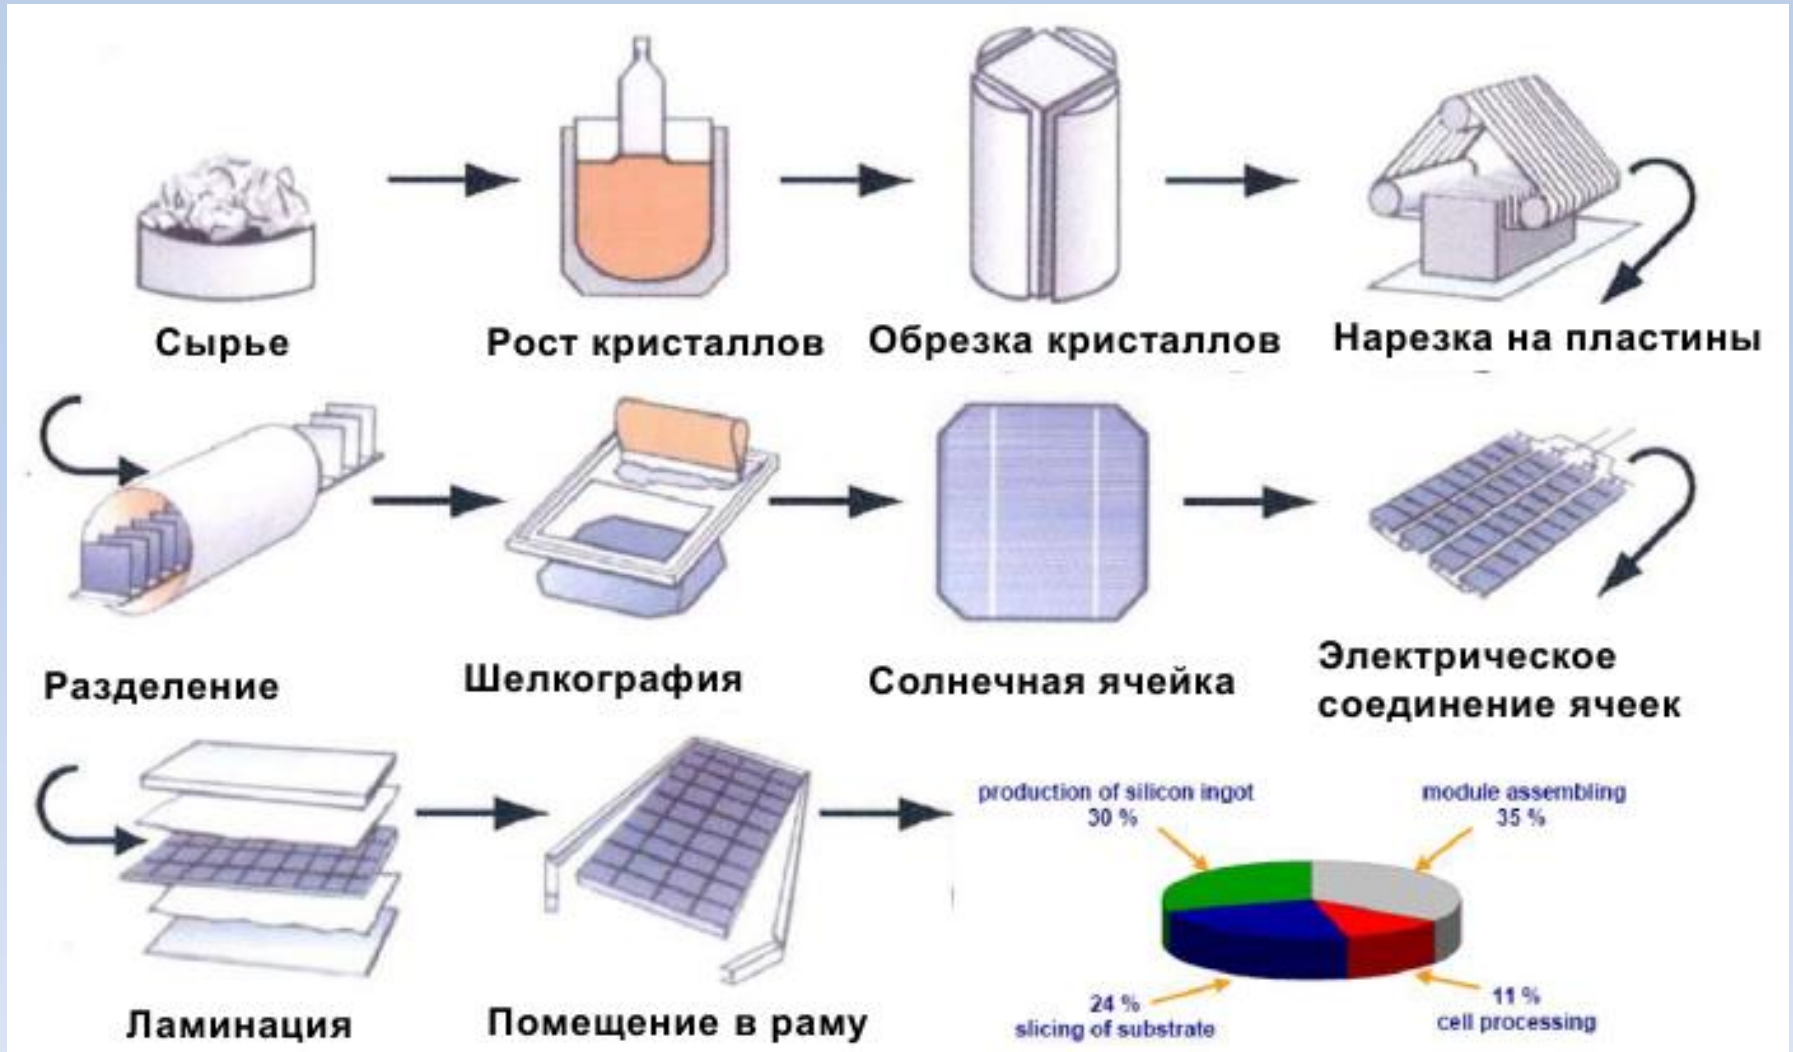 Сырье
Рост кристаллов
Обрезка кристаллов
Нарезка на пластины
Разделение
Шелкография
Солнечная ячейка
Электрическое
соединение ячеек
Ламинация
Помещение в раму
production of silicon ingot
30 %
module assembling
35 %
24 %
slicing of substrate
11 %
cell processing